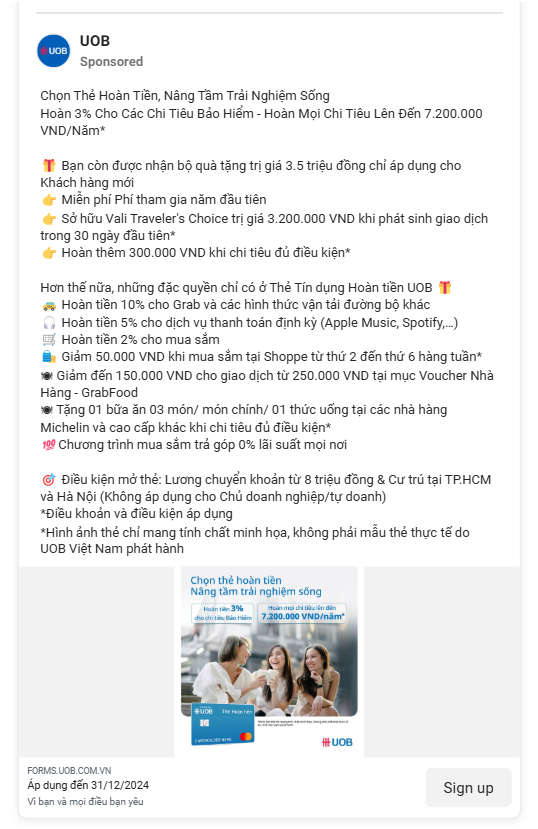 UOB
UOB
Sponsored
Chọn Thẻ Hoàn Tiền, Nâng Tầm Trải Nghiệm Sống
Hoàn 3% Cho Các Chi Tiêu Bảo Hiểm - Hoàn Mọi Chi Tiêu Lên Đến 7.200.000
VND/Năm*
🎁 Bạn còn được nhận bộ quà tặng trị giá 3.5 triệu đồng chỉ áp dụng cho
Khách hàng mới
👉 Miễn phí Phí tham gia năm đầu tiên
👉 Sở hữu Vali Traveler's Choice trị giá 3.200.000 VND khi phát sinh giao dịch
trong 30 ngày đầu tiên*
👉 Hoàn thêm 300.000 VND khi chi tiêu đủ điều kiện*
Hơn thế nữa, những đặc quyền chỉ có ở Thẻ Tín dụng Hoàn tiền UOB 🎁
🚕 Hoàn tiền 10% cho Grab và các hình thức vận tải đường bộ khác
🎧 Hoàn tiền 5% cho dịch vụ thanh toán định kỳ (Apple Music, Spotify,...)
🛒 Hoàn tiền 2% cho mua sắm
🛍️ Giảm 50.000 VND khi mua sắm tại Shoppe từ thứ 2 đến thứ 6 hàng tuần*
🍽 Giảm đến 150.000 VND cho giao dịch từ 250.000 VND tại mục Voucher Nhà
Hàng - GrabFood
🍽 Tặng 01 bữa ăn 03 món/ món chính/ 01 thức uống tại các nhà hàng
Michelin và cao cấp khác khi chi tiêu đủ điều kiện*
💯Chương trình mua sắm trả góp 0% lãi suất mọi nơi
🎯 Điều kiện mở thẻ: Lương chuyển khoản từ 8 triệu đồng & Cư trú tại TP.HCM
và Hà Nội (Không áp dụng cho Chủ doanh nghiệp/tự doanh)
*Điều khoản và điều kiện áp dụng
*Hình ảnh thẻ chỉ mang tính chất minh họa, không phải mẫu thẻ thực tế do
UOB Việt Nam phát hành
Chọn thẻ hoàn tiền
Nâng tầm trải nghiệm sống
Hoàn tiền 3%
cho chi tiêu Bảo Hiểm
Hoàn mọi chi tiêu lên đến
7.200.000 VND/năm*
UOB
Thẻ Hoàn tiền
CARDHOLDER NAME
UOB
FORMS.UOB.COM.VN
Áp dụng đến 31/12/2024
Vì bạn và mọi điều bạn yêu
Sign up